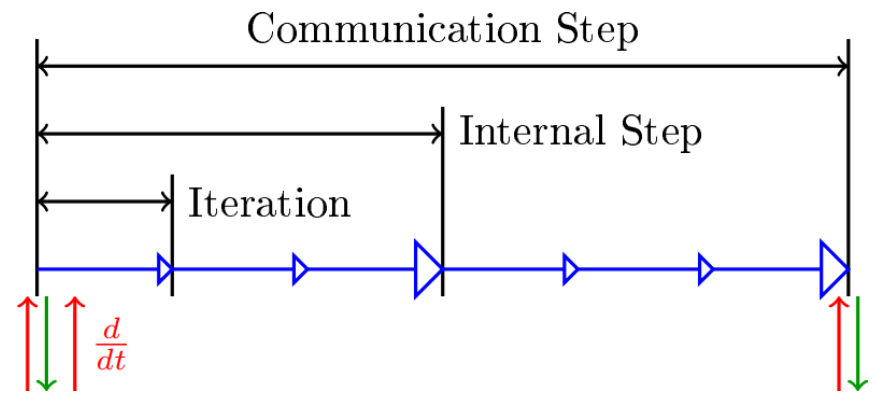 Communication Step
Internal Step
Iteration
d
dt